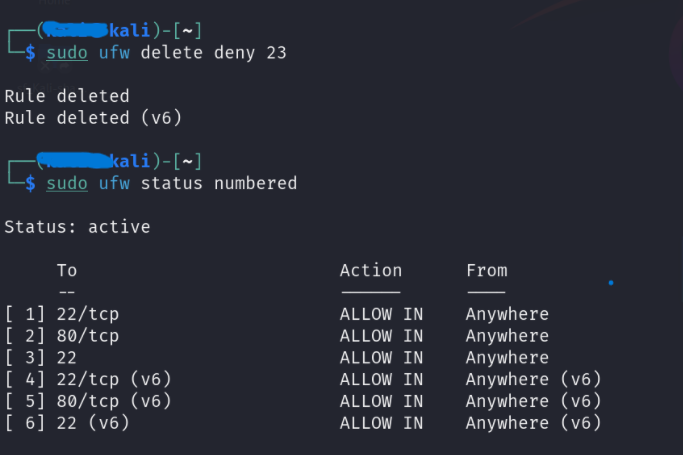 kali)-[~]
$ sudo ufw delete deny 23
Rule deleted
Rule deleted (v6)
kali)-[~]
$ sudo ufw status numbered
Status: active
To Action From
-- ------ ----
[ 1] 22/tcp ALLOW IN Anywhere
[ 2] 80/tcp ALLOW IN Anywhere
[ 3] 22 ALLOW IN Anywhere
[ 4] 22/tcp (v6) ALLOW IN Anywhere (v6)
[ 5] 80/tcp (v6) ALLOW IN Anywhere (v6)
[ 6] 22 (v6) ALLOW IN Anywhere (v6)